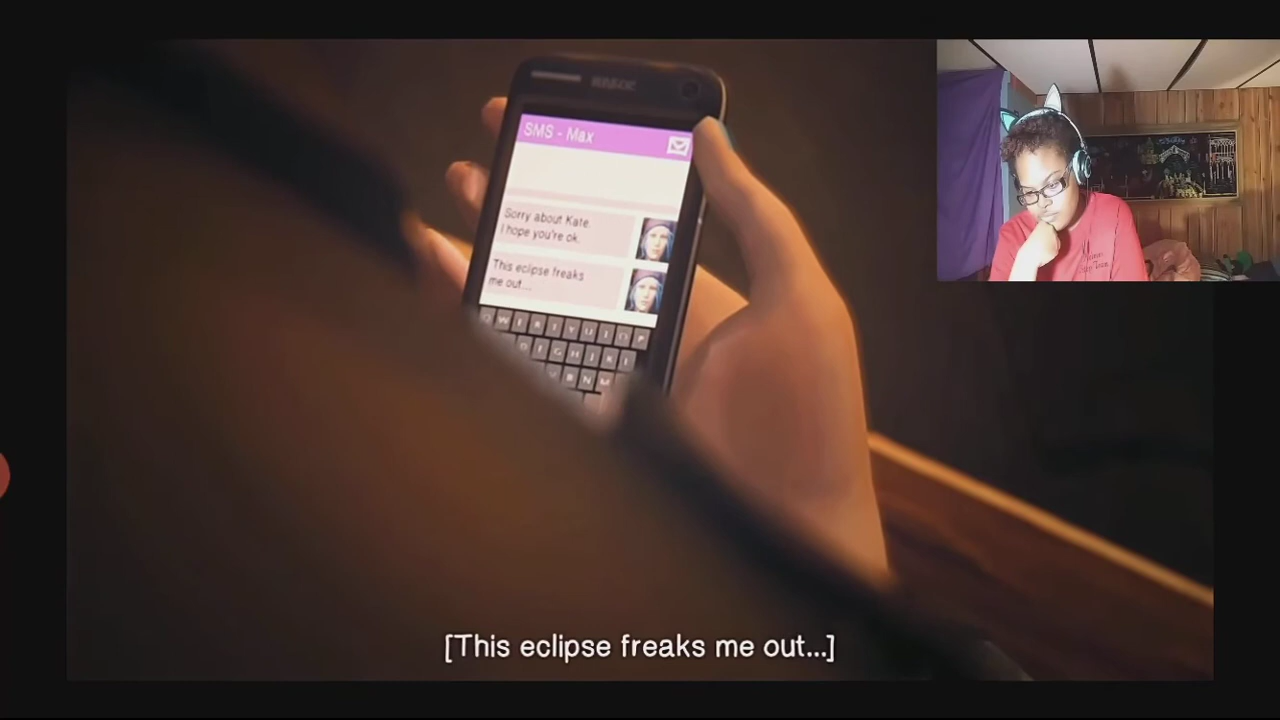 SMS - Max
Sorry about Kate.
I hope you're ok.
This eclipse freaks
me out...
[This eclipse freaks me out...]